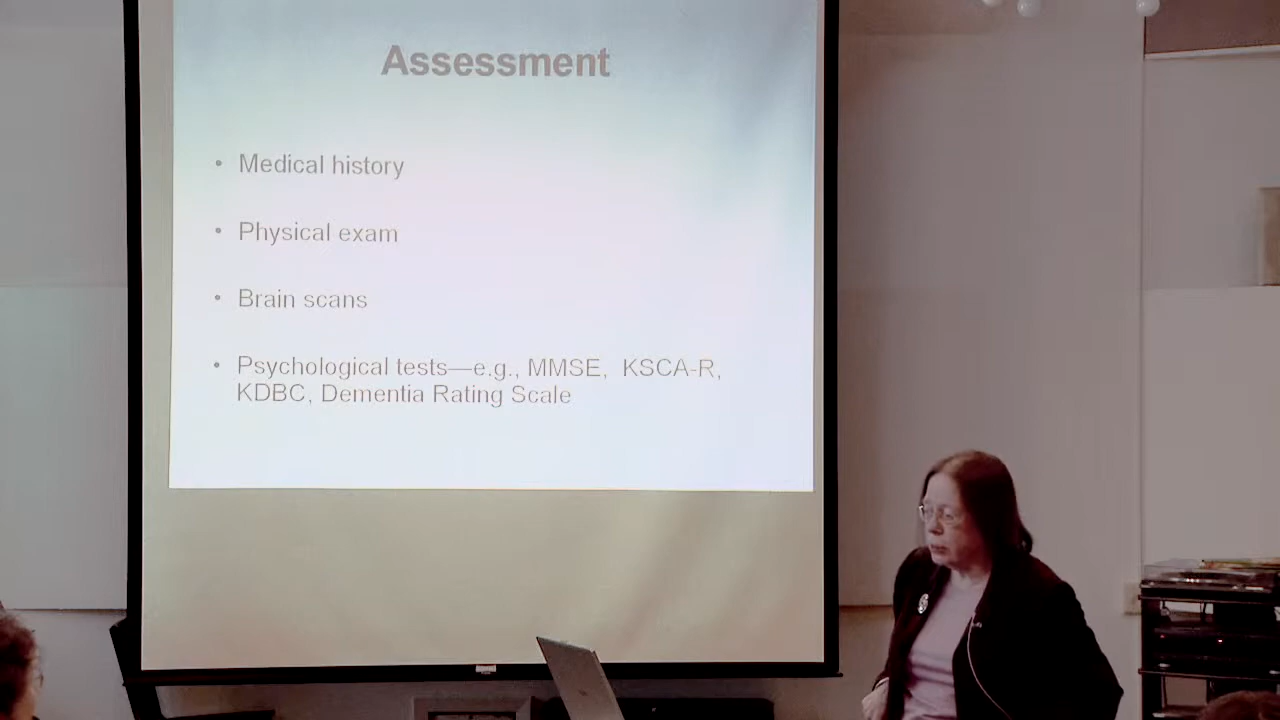 Assessment
• Medical history
• Physical exam
• Brain scans
• Psychological tests—e.g., MMSE, KSCA-R,
KDBC, Dementia Rating Scale